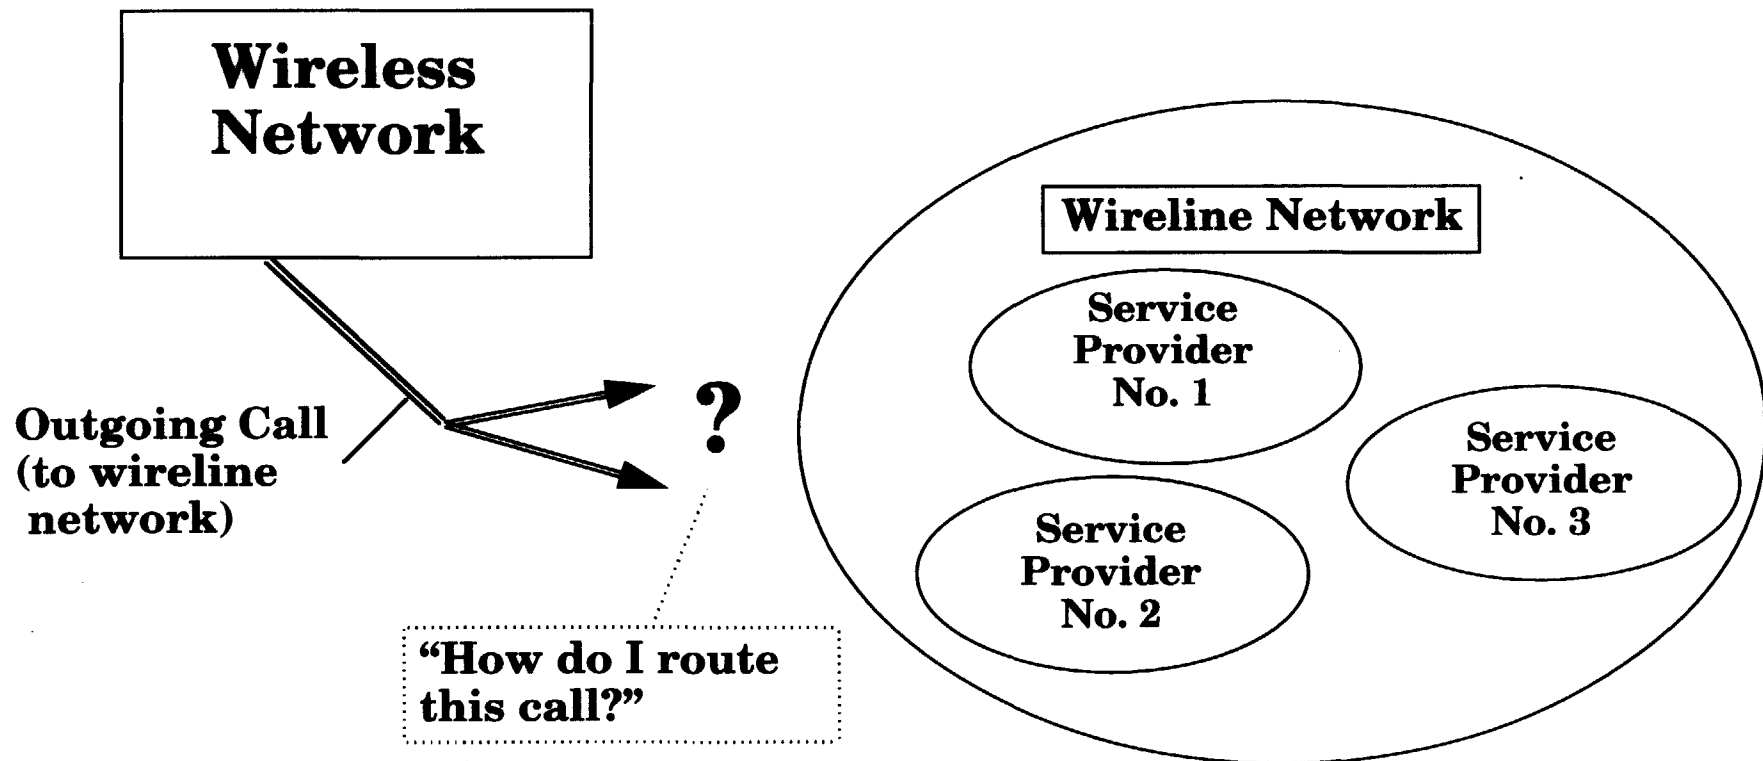 Wireless
Network
Wireline Network
Service
Provider
No. 1
Outgoing Call
(to wireline
network)
?
Service
Provider
No. 3
Service
Provider
No. 2
“How do I route
this call?”